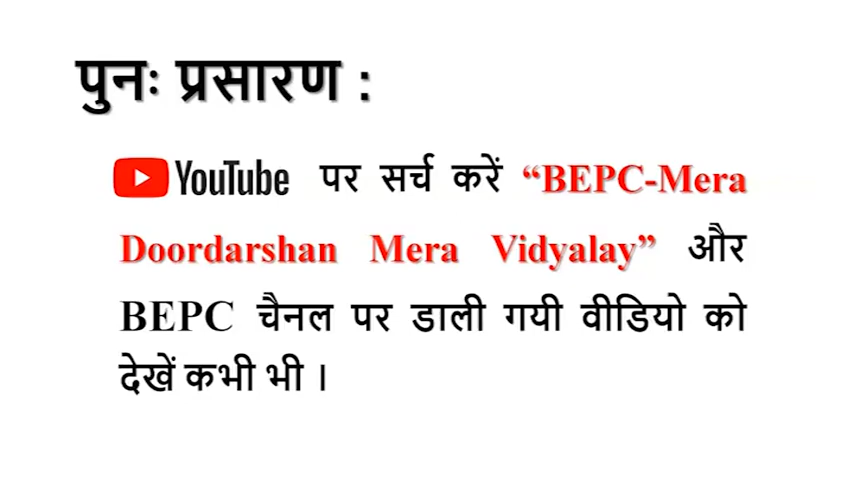 पुनः प्रसारण :
YouTube पर सर्च करें “BEPC-Mera
Doordarshan Mera Vidyalay” और
BEPC चैनल पर डाली गयी वीडियो को
देखें कभी भी ।